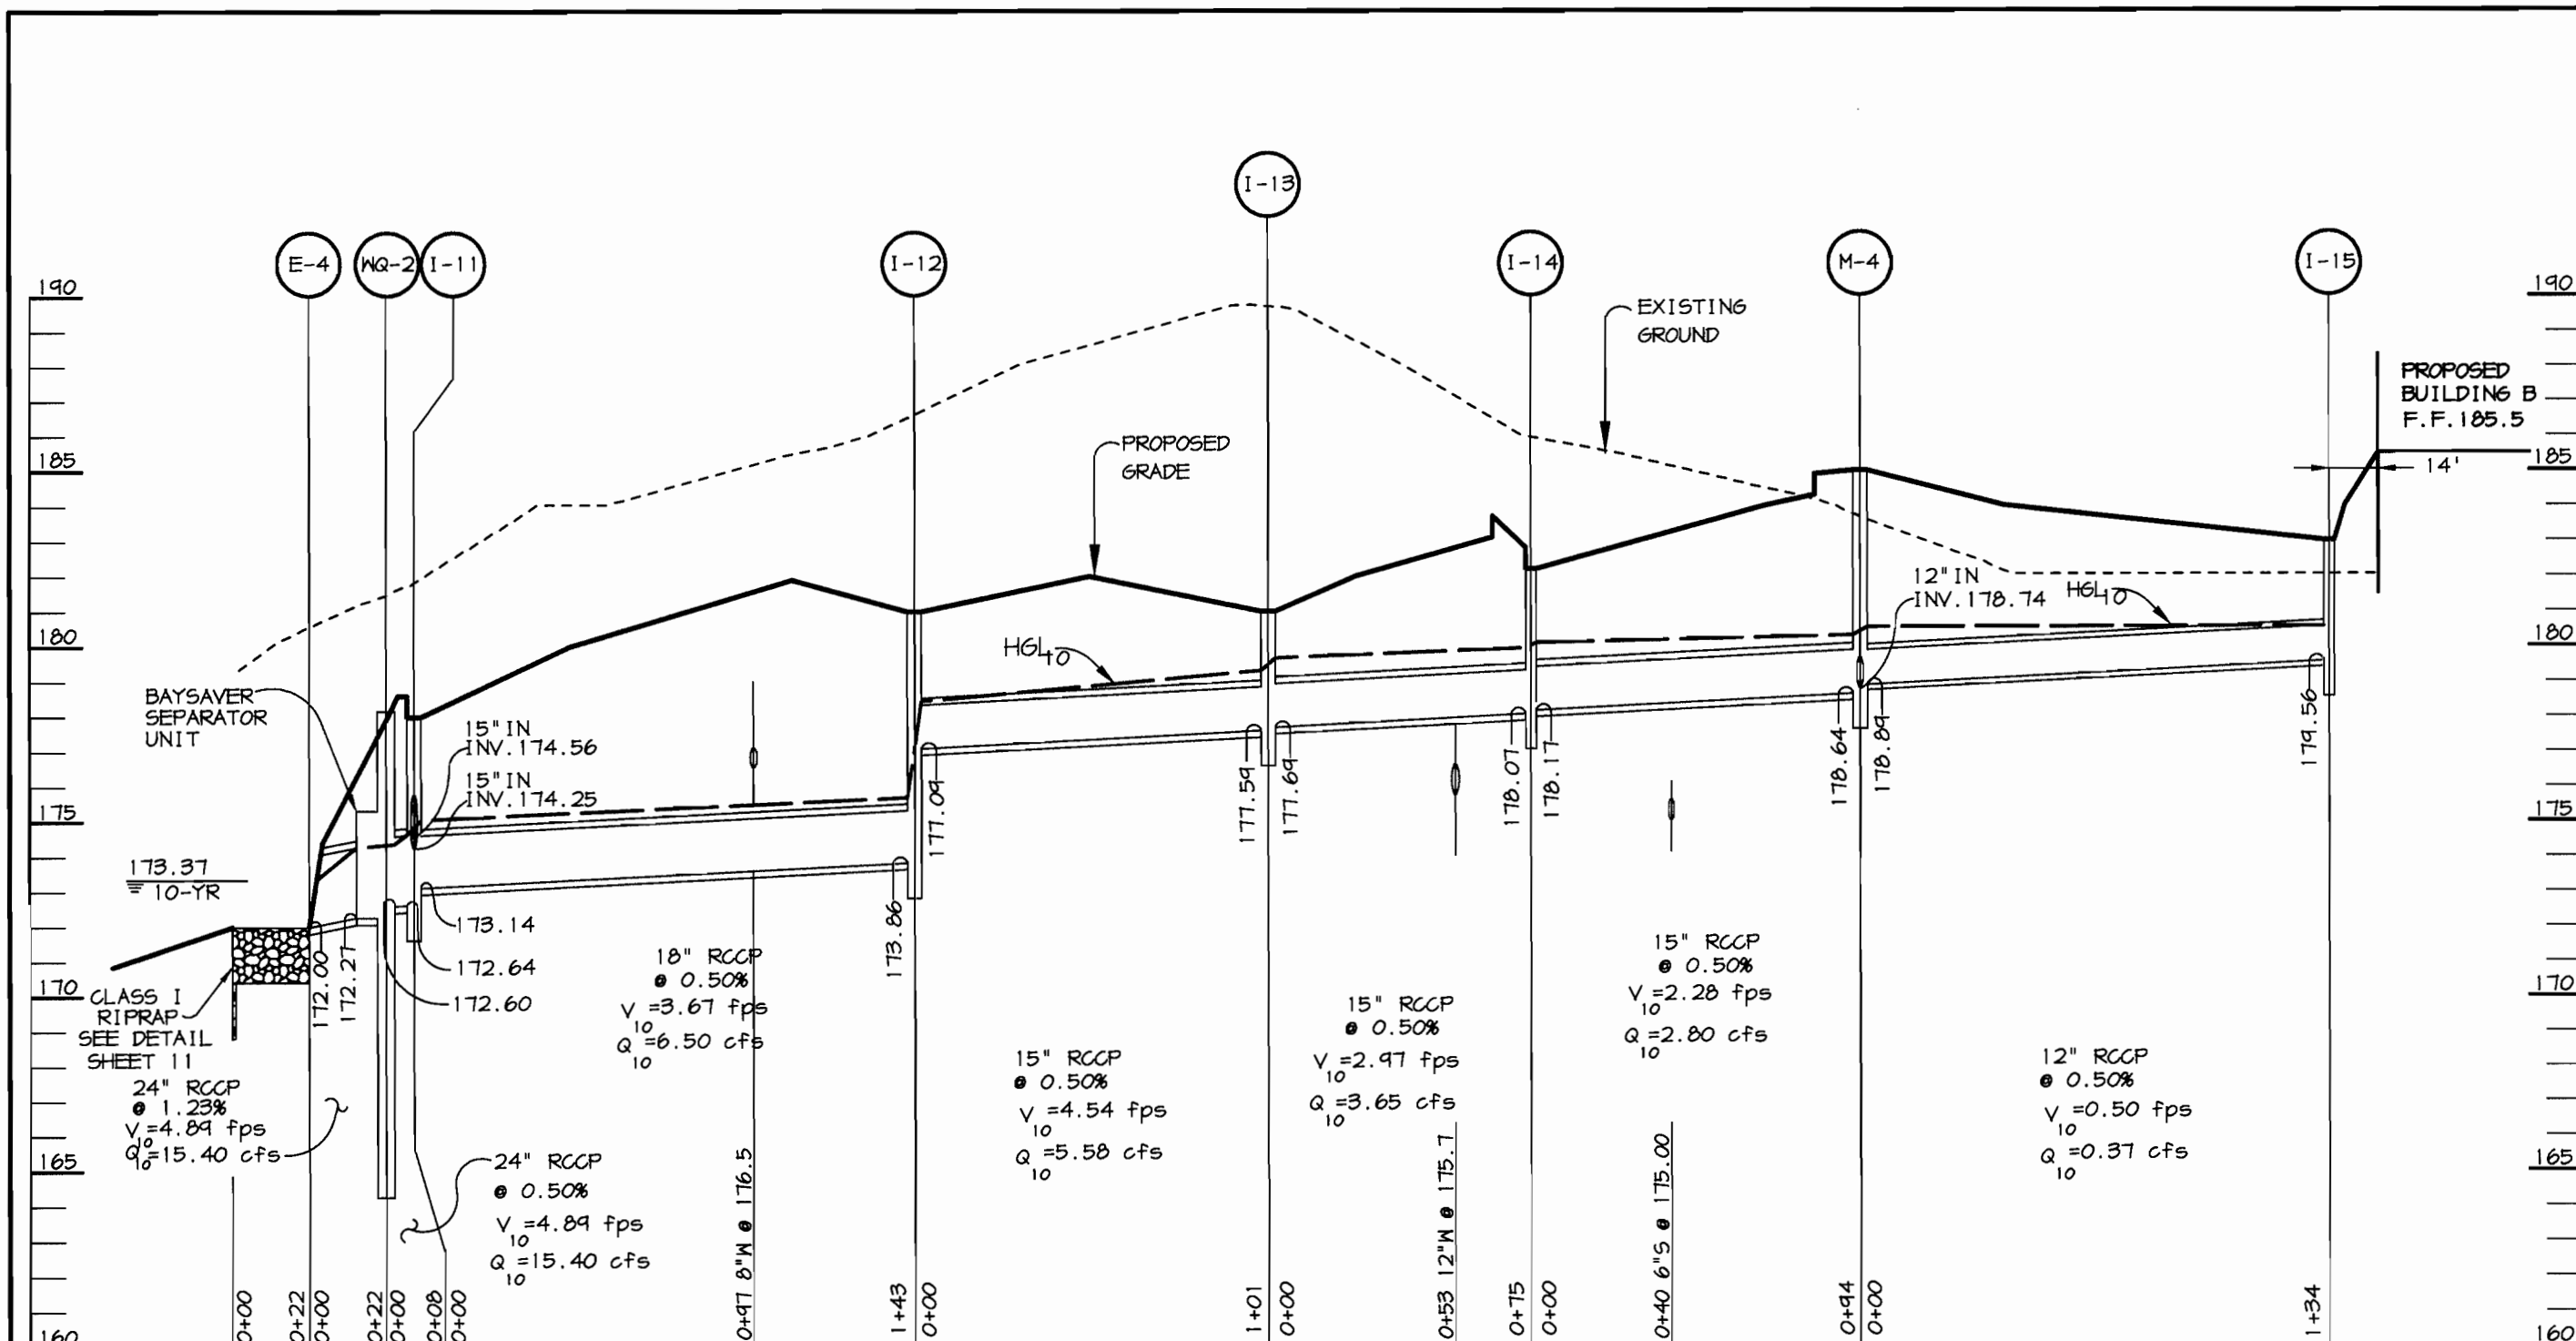 I-13
E-4
WQ-2
I-11
I-12
I-14
M-4
I-15
190
190
EXISTING
GROUND
PROPOSED
BUILDING B
F.F.185.5
PROPOSED
GRADE
185
185
14'
12"IN
INV.178.74
HGL10
180
HGL10
180
BAYSAVER
SEPARATOR
UNIT
15"IN
INV.174.56
15"IN
INV.174.25
175
175
177.09
177.59
177.69
178.07
178.17
178.64
178.89
179.56
173.37
10-YR
173.14
172.64
172.60
172.00
172.27
173.86
170
170
CLASS I
RIPRAP
SEE DETAIL
SHEET 11
24" RCCP
@ 1.23%
V10=4.89 fps
Q10=15.40 cfs
18" RCCP
@ 0.50%
V10=3.67 fps
Q10=6.50 cfs
15" RCCP
@ 0.50%
V10=4.54 fps
Q10=5.58 cfs
15" RCCP
@ 0.50%
V10=2.97 fps
Q10=3.65 cfs
15" RCCP
@ 0.50%
V10=2.28 fps
Q10=2.80 cfs
12" RCCP
@ 0.50%
V10=0.50 fps
Q10=0.37 cfs
165
165
24" RCCP
@ 0.50%
V10=4.89 fps
Q10=15.40 cfs
0+00
0+22
0+00
0+22
0+00
0+08
0+00
0+97 8"W @ 176.5
1+43
0+00
1+01
0+00
0+53 12"W @ 175.7
0+75
0+00
0+40 6"S @ 175.00
0+94
0+00
1+34
160
160